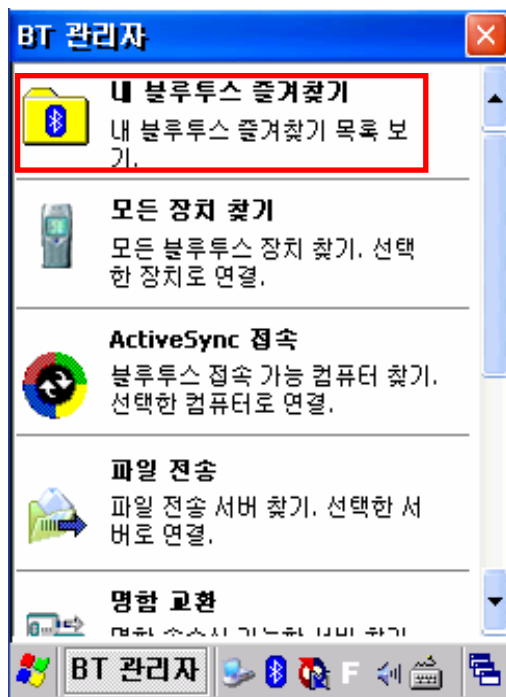 BT 관리자
내 블루투스 즐겨찾기
내 블루투스 즐겨찾기 목록 보
기.
모든 장치 찾기
모든 블루투스 장치 찾기. 선택
한 장치로 연결.
ActiveSync 접속
블루투스 접속 가능 컴퓨터 찾기.
선택한 컴퓨터로 연결.
파일 전송
파일 전송 서버 찾기. 선택한 서
버로 연결.
명함 교환
BT 관리자
F